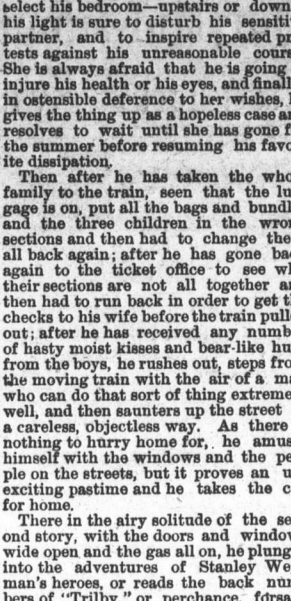 select his bedroom—upstairs or down
his light is sure to disturb his sensiti
partner, and to inspire repeated pr
tests against his unreasonable cours
She is always afraid that he is going
injure his health or his eyes, and finall
in ostensible deference to her wishes,
gives the thing up as a hopeless case a
resolves to wait until she has gone f
the summer before resuming his favo
ite dissipation.
Then after he has taken the who
family to the train, seen that the lu
gage is on, put all the bags and bundl
and the three children in the wron
sections and then had to change the
all back again; after he has gone ba
again to the ticket office to see wh
their sections are not all together a
then had to run back in order to get t
checks to his wife before the train pull
out; after he has received any numb
of hasty moist kisses and bear-like hu
from the boys, he rushes out, steps fro
the moving train with the air of a ma
who can do that sort of thing extreme
well, and then saunters up the street
a careless, objectless way. As there
nothing to hurry home for, he amus
himself with the windows and the pe
ple on the streets, but it proves an u
exciting pastime and he takes the c
for home.
There in the airy solitude of the se
ond story, with the doors and window
wide open and the gas all on, he plung
into the adventures of Stanley We
man's heroes, or reads the back num
bers of "Trilby," or perchance, forsa